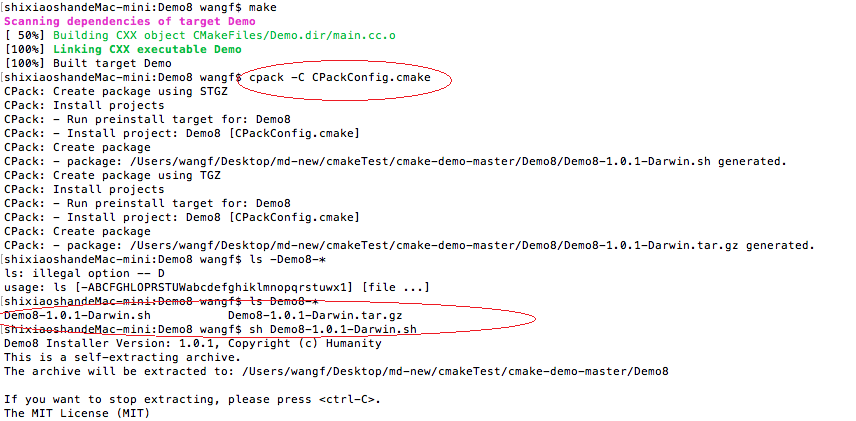 shixiaoshandeMac-mini:Demo8 wangf$ make
Scanning dependencies of target Demo
[ 50%] Building CXX object CMakeFiles/Demo.dir/main.cc.o
[100%] Linking CXX executable Demo
[100%] Built target Demo
shixiaoshandeMac-mini:Demo8 wangf$ cpack -C CPackConfig.cmake
CPack: Create package using STGZ
CPack: Install projects
CPack: - Run preinstall target for: Demo8
CPack: - Install project: Demo8 [CPackConfig.cmake]
CPack: Create package
CPack: - package: /Users/wangf/Desktop/md-new/cmakeTest/cmake-demo-master/Demo8/Demo8-1.0.1-Darwin.sh generated.
CPack: Create package using TGZ
CPack: Install projects
CPack: - Run preinstall target for: Demo8
CPack: - Install project: Demo8 [CPackConfig.cmake]
CPack: Create package
CPack: - package: /Users/wangf/Desktop/md-new/cmakeTest/cmake-demo-master/Demo8/Demo8-1.0.1-Darwin.tar.gz generated.
shixiaoshandeMac-mini:Demo8 wangf$ ls -Demo8-*
ls: illegal option -- D
usage: ls [-ABCFGHLOPRSTUWabcdefghiklmnopqrstuwx1] [file ...]
shixiaoshandeMac-mini:Demo8 wangf$ ls Demo8-*
Demo8-1.0.1-Darwin.sh Demo8-1.0.1-Darwin.tar.gz
shixiaoshandeMac-mini:Demo8 wangf$ sh Demo8-1.0.1-Darwin.sh
Demo8 Installer Version: 1.0.1, Copyright (c) Humanity
This is a self-extracting archive.
The archive will be extracted to: /Users/wangf/Desktop/md-new/cmakeTest/cmake-demo-master/Demo8
If you want to stop extracting, please press <ctrl-C>.
The MIT License (MIT)